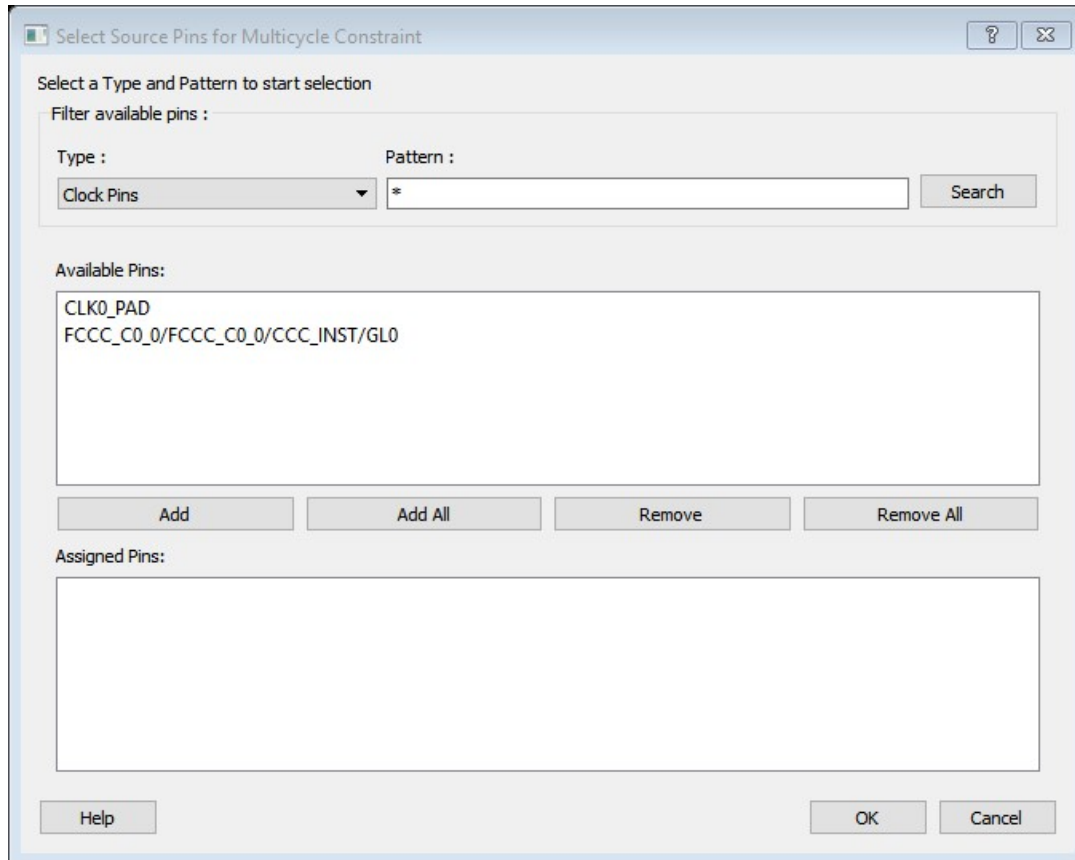 Select Source Pins for Multicycle Constraint
Select a Type and Pattern to start selection
Filter available pins :
Type : Pattern :
Clock Pins * Search
Available Pins:
CLK0_PAD
FCCC_C0_0/FCCC_C0_0/CCC_INST/GL0
Add Add All Remove Remove All
Assigned Pins:
Help OK Cancel